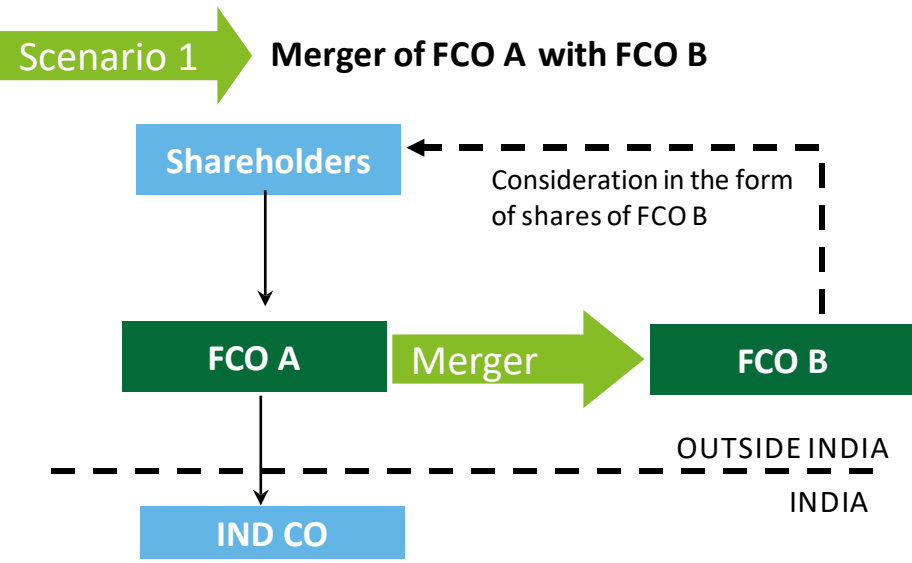 Scenario 1
Merger of FCO A with FCO B
Shareholders
Consideration in the form
of shares of FCO B
FCO A
Merger
FCO B
OUTSIDE INDIA
INDIA
IND CO